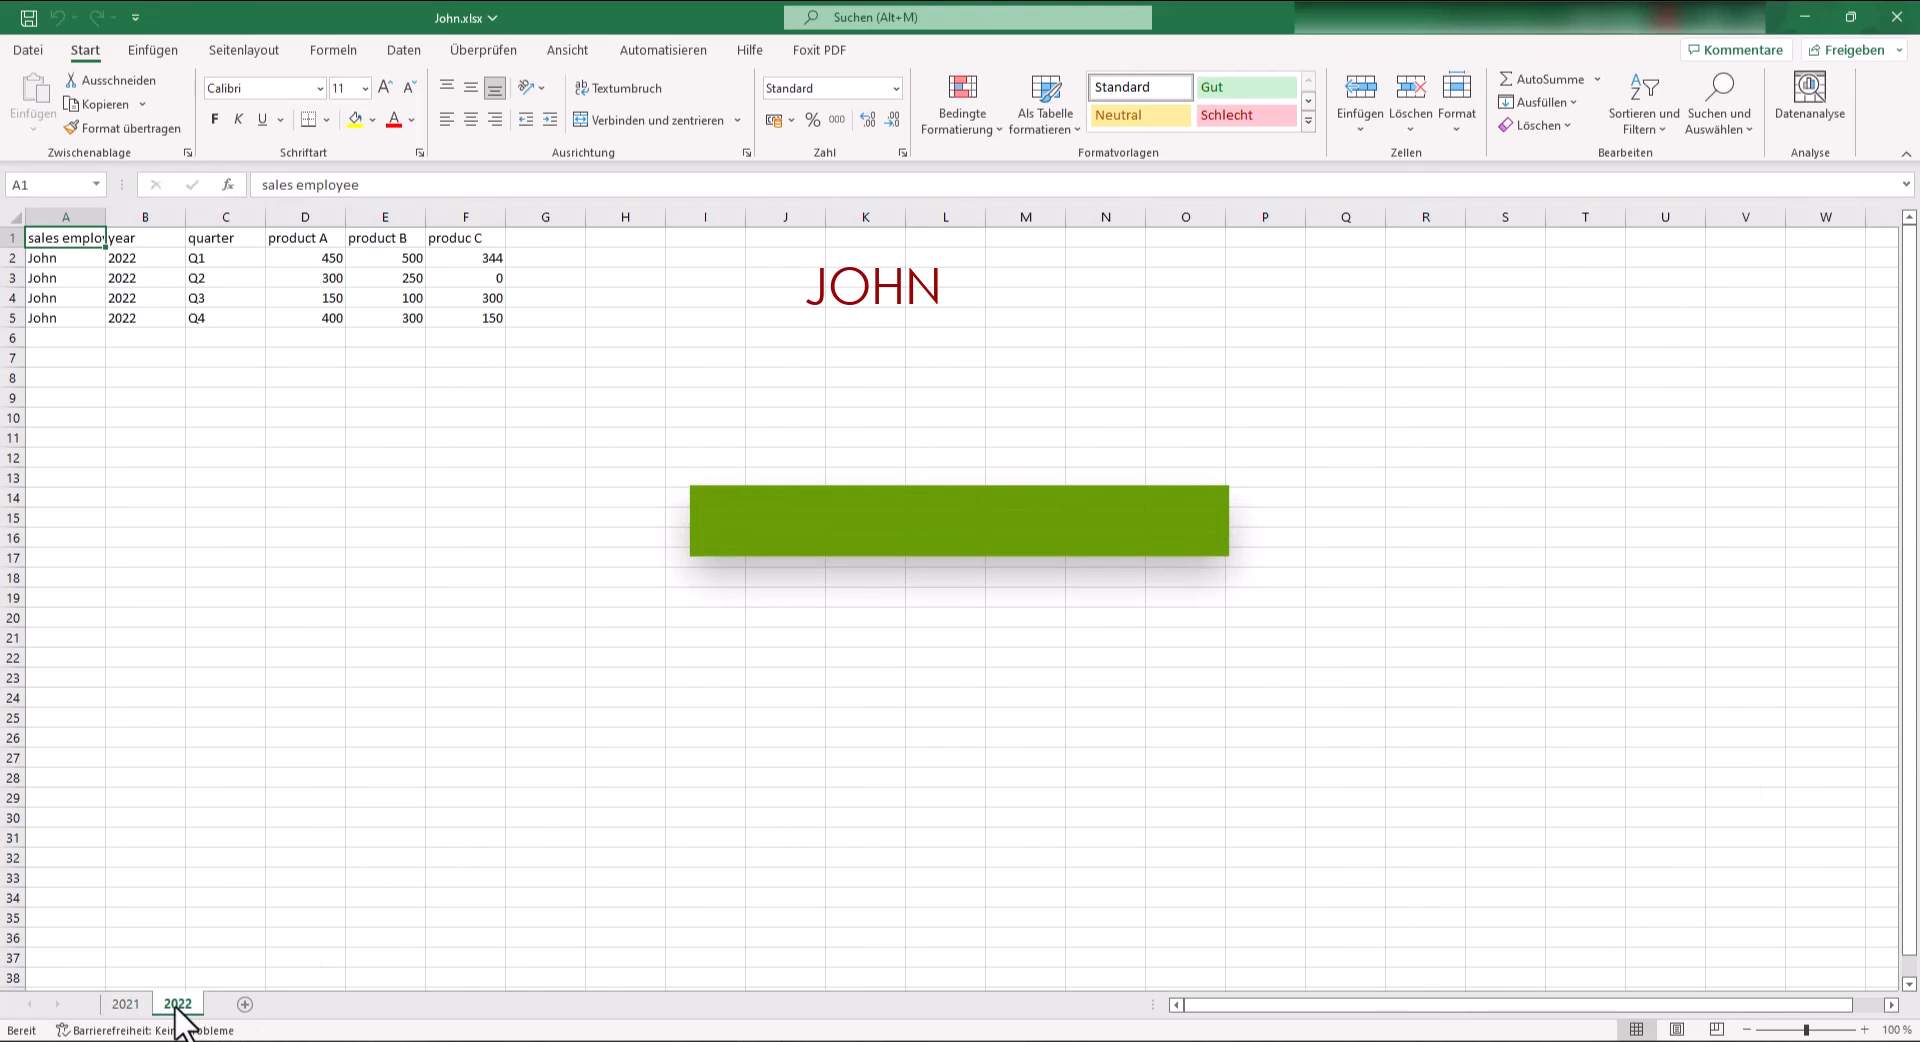 John.xlsx
Suchen (Alt+M)
Datei Start Einfügen Seitenlayout Formeln Daten Überprüfen Ansicht Automatisieren Hilfe Foxit PDF Kommentare Freigeben
Einfügen
Ausschneiden
Kopieren
Format übertragen
Zwischenablage
Calibri 11
F K U
Schriftart
Textumbruch
Verbinden und zentrieren
Ausrichtung
Standard
% 000
Zahl
Bedingte
Formatierung
Als Tabelle
formatieren
Standard Gut
Neutral Schlecht
Formatvorlagen
Einfügen Löschen Format
Zellen
AutoSumme
Ausfüllen
Löschen
Sortieren und
Filtern
Suchen und
Auswählen
Bearbeiten
Datenanalyse
Analyse
A1 fx sales employee
A B C D E F G H I J K L M N O P Q R S T U V W
1 sales emplo year quarter product A product B produc C
2 John 2022 Q1 450 500 344
3 John 2022 Q2 300 250 0
4 John 2022 Q3 150 100 300
5 John 2022 Q4 400 300 150
JOHN
6
7
8
9
10
11
12
13
14
15
16
17
18
19
20
21
22
23
24
25
26
27
28
29
30
31
32
33
34
35
36
37
38
2021 2022
Bereit Barrierefreiheit: 100 %